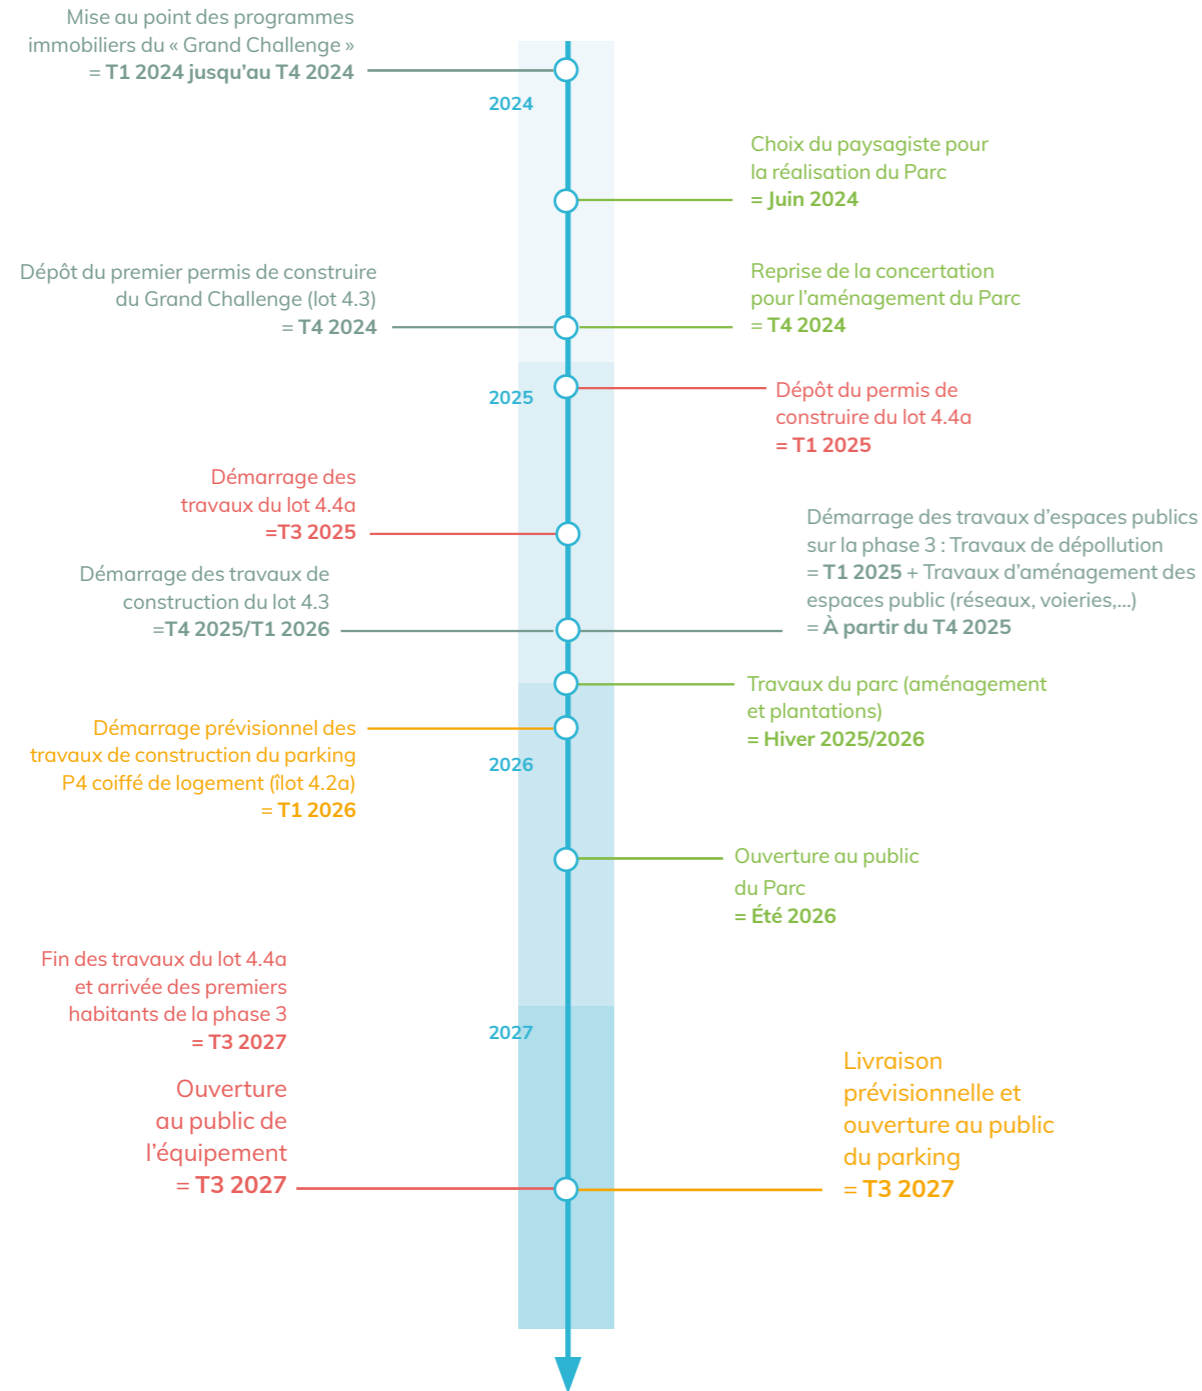 Mise au point des programmes
immobiliers du « Grand Challenge »
= T1 2024 jusqu'au T4 2024
2024
Choix du paysagiste pour
la réalisation du Parc
= Juin 2024
Dépôt du premier permis de construire
du Grand Challenge (lot 4.3)
= T4 2024
Reprise de la concertation
pour l'aménagement du Parc
= T4 2024
2025
Dépôt du permis de
construire du lot 4.4a
= T1 2025
Démarrage des
travaux du lot 4.4a
=T3 2025
Démarrage des travaux d'espaces publics
sur la phase 3 : Travaux de dépollution
= T1 2025 + Travaux d'aménagement des
espaces public (réseaux, voieries,...)
= À partir du T4 2025
Démarrage des travaux de
construction du lot 4.3
=T4 2025/T1 2026
Travaux du parc (aménagement
et plantations)
= Hiver 2025/2026
Démarrage prévisionnel des
travaux de construction du parking
P4 coiffé de logement (îlot 4.2a)
= T1 2026
2026
Ouverture au public
du Parc
= Été 2026
Fin des travaux du lot 4.4a
et arrivée des premiers
habitants de la phase 3
= T3 2027
2027
Ouverture
au public de
l'équipement
= T3 2027
Livraison
prévisionnelle et
ouverture au public
du parking
= T3 2027